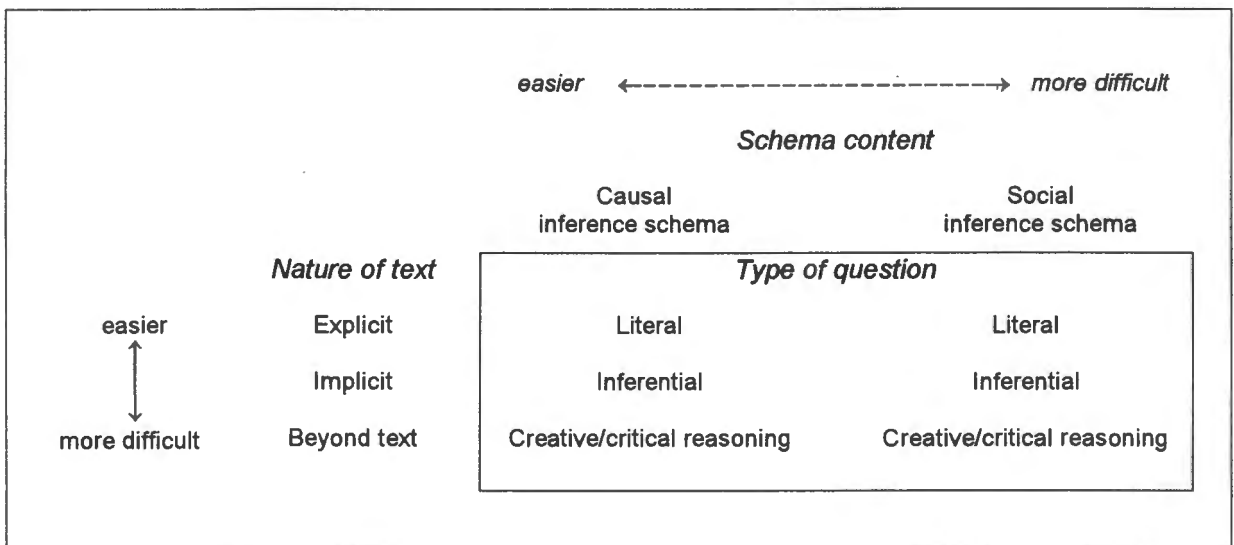 easier more difficult
Schema content
Causal Social
inference schema inference schema
Nature of text Type of question
easier Explicit Literal Literal
Implicit Inferential Inferential
more difficult Beyond text Creative/critical reasoning Creative/critical reasoning